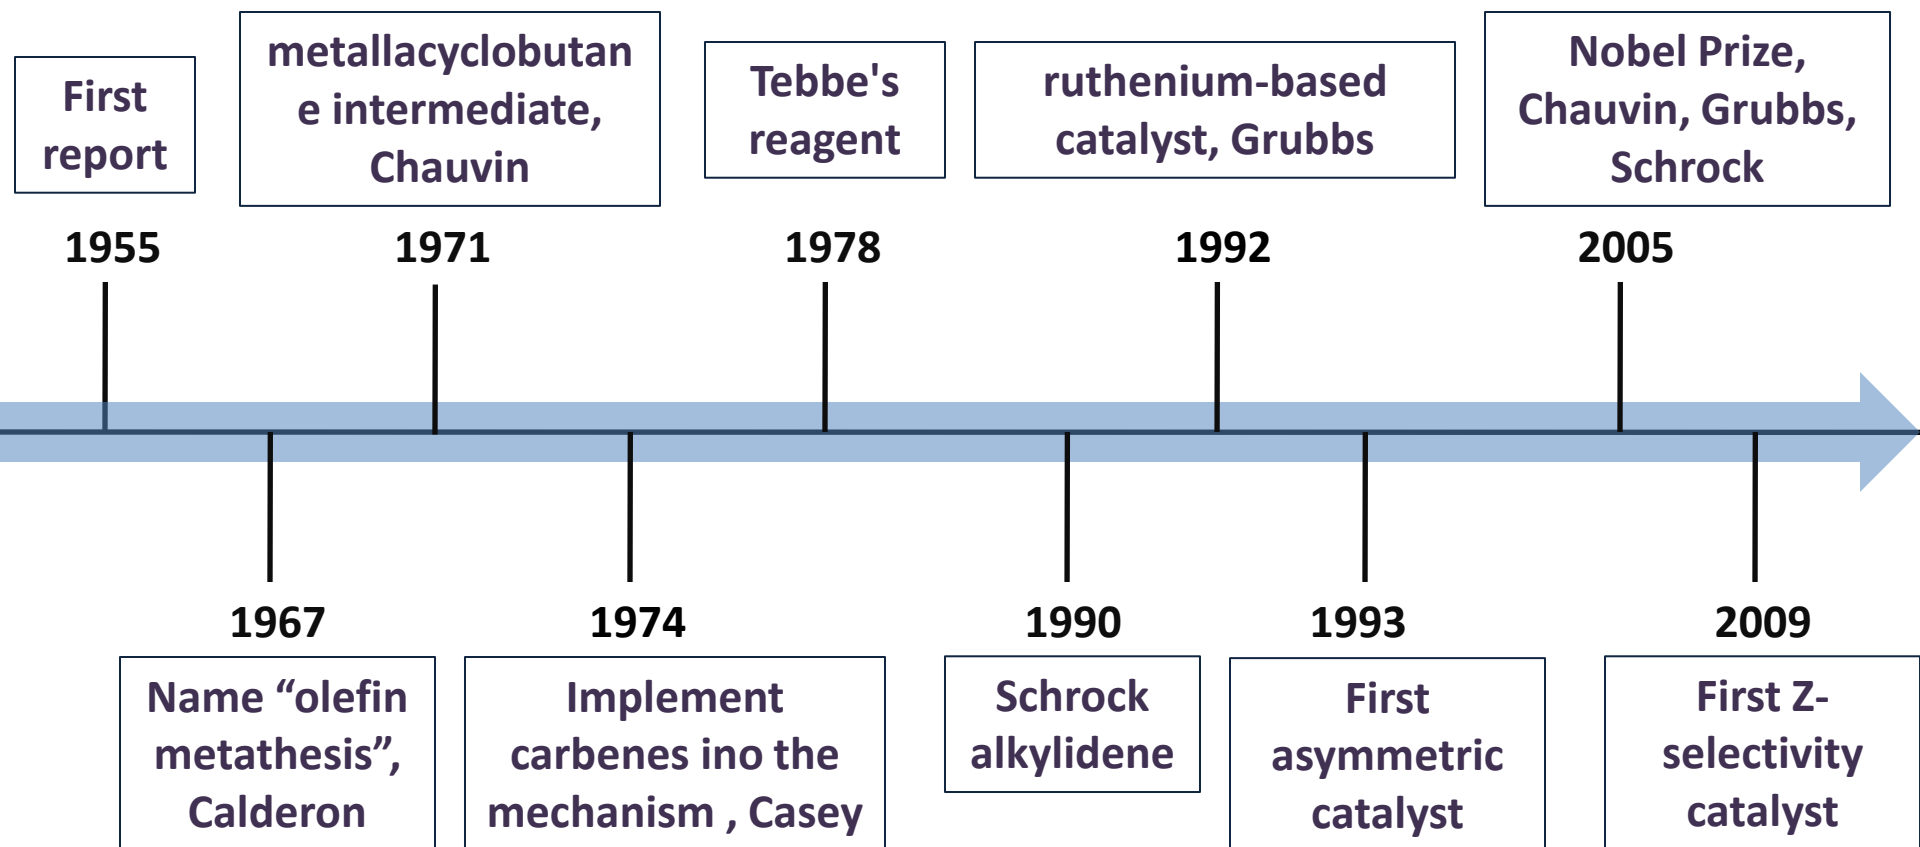 First
report
1955
metallacyclobutan
e intermediate,
Chauvin
1971
Tebbe's
reagent
1978
ruthenium-based
catalyst, Grubbs
1992
Nobel Prize,
Chauvin, Grubbs,
Schrock
2005
1967
Name “olefin
metathesis”,
Calderon
1974
Implement
carbenes ino the
mechanism , Casey
1990
Schrock
alkylidene
1993
First
asymmetric
catalyst
2009
First Z-
selectivity
catalyst